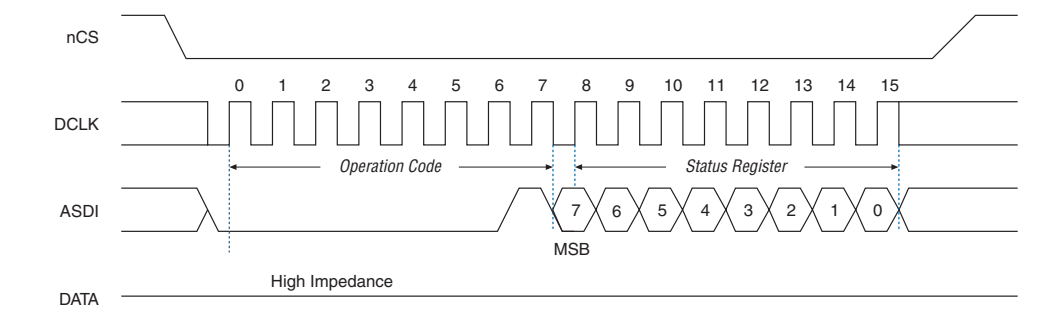 nCS
0 1 2 3 4 5 6 7 8 9 10 11 12 13 14 15
DCLK
Operation Code Status Register
ASDI
7 6 5 4 3 2 1 0
MSB
High Impedance
DATA